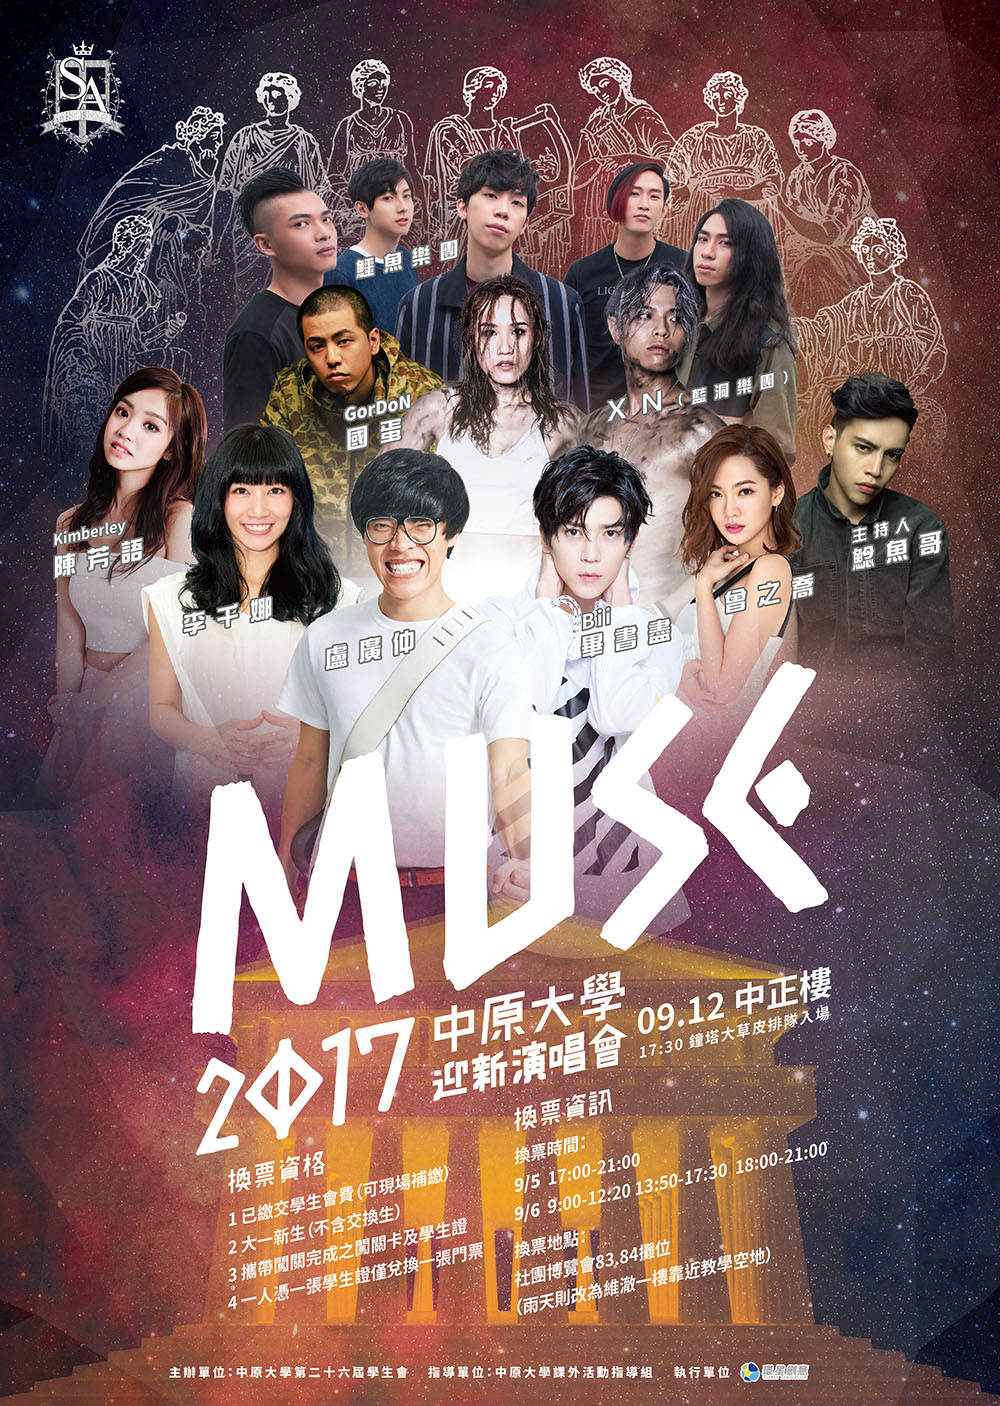 SA
鱷魚樂團
LIG
GorDoN
國蛋
XN(藍洞樂團)
Kimberley
陳芳語
李千娜
盧廣仲
Bii
畢書盡
曾之喬
主持人
鯰魚哥
MUSE
2017 中原大學
迎新演唱會
09.12 中正樓
17:30 鐘塔大草皮排隊入場
換票資格
1 已繳交學生會費(可現場補繳)
2 大一新生(不含交換生)
3 攜帶闖關完成之闖關卡及學生證
4 一人憑一張學生證僅兌換一張門票
換票資訊
換票時間:
9/5 17:00-21:00
9/6 9:00-12:20 13:50-17:30 18:00-21:00
換票地點:
社團博覽會83,84攤位
(雨天則改為維澈一樓靠近教學空地)
主辦單位:中原大學第二十六屆學生會 指導單位:中原大學課外活動指導組 執行單位 環星創意